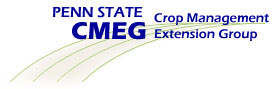 PENN STATE
CMEG
Crop Management
Extension Group